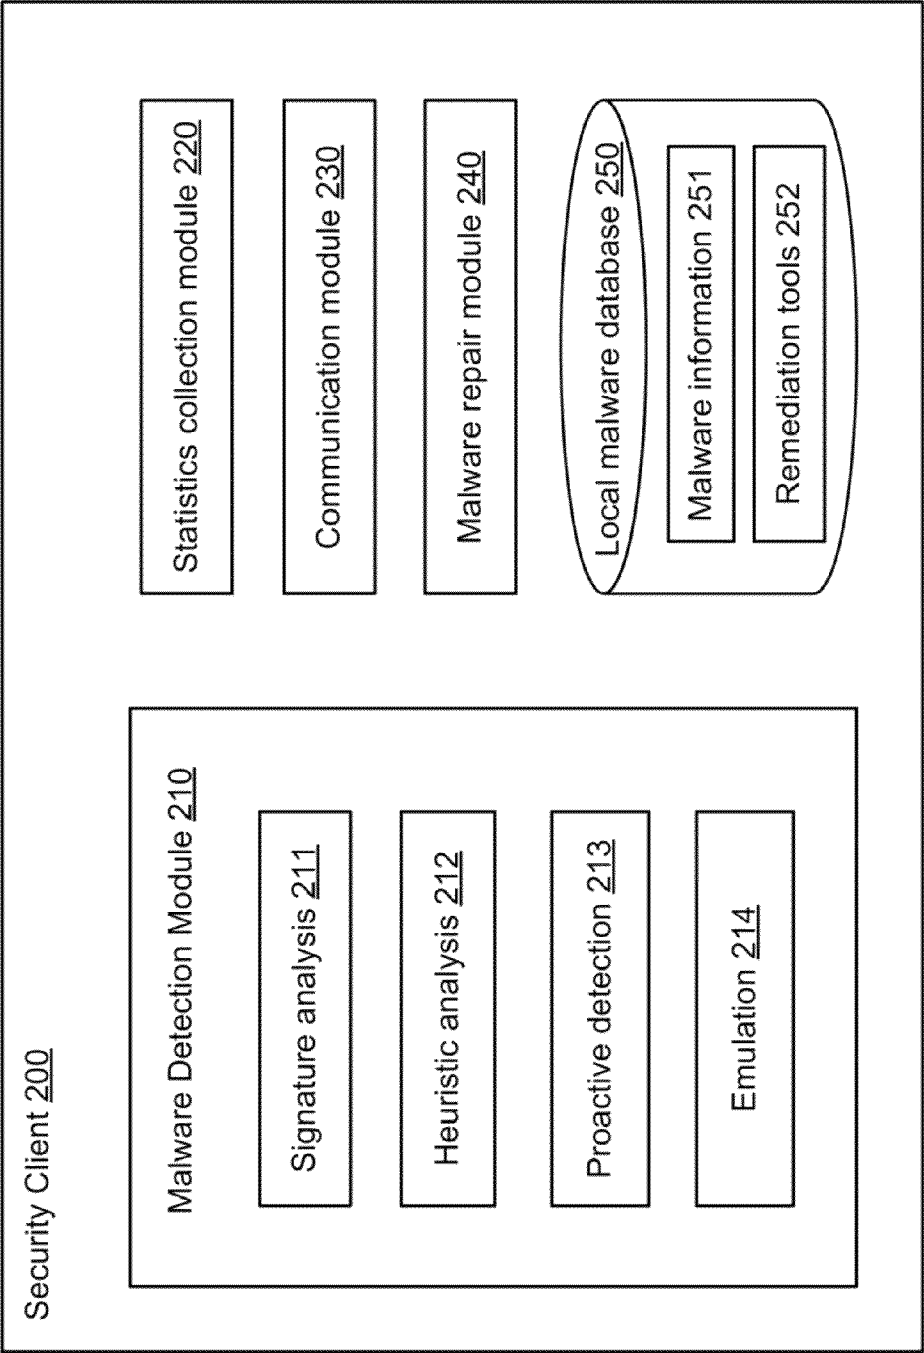 Security Client 200
Malware Detection Module 210
Signature analysis 211
Heuristic analysis 212
Proactive detection 213
Emulation 214
Statistics collection module 220
Communication module 230
Malware repair module 240
Local malware database 250
Malware information 251
Remediation tools 252